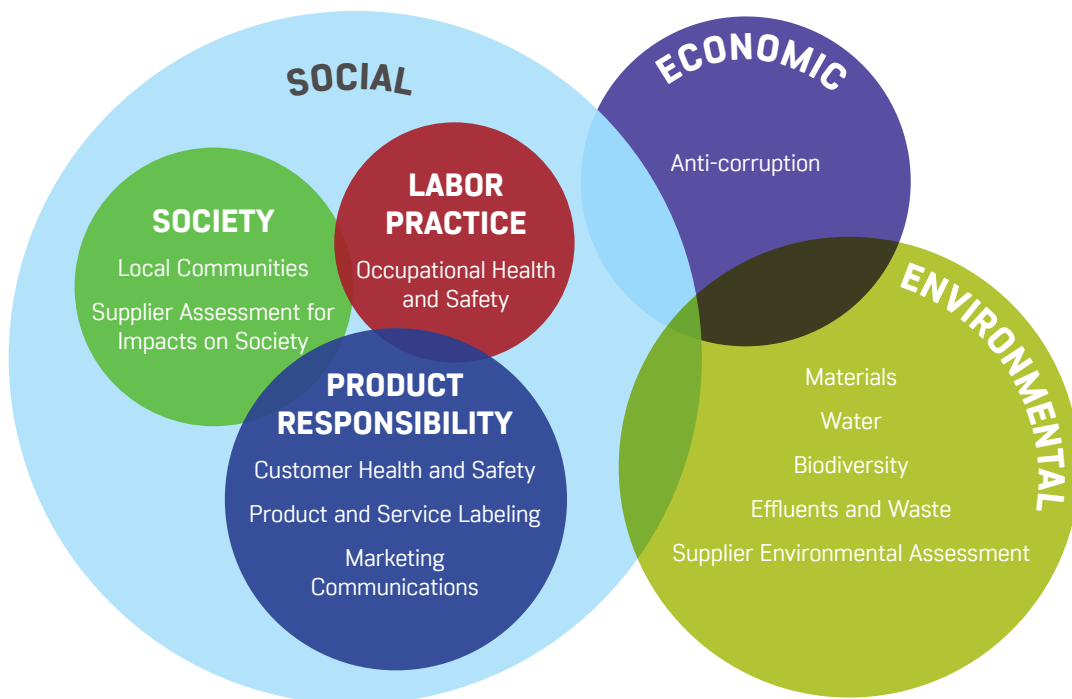 SOCIAL
SOCIETY
Local Communities
Supplier Assessment for
Impacts on Society
LABOR
PRACTICE
Occupational Health
and Safety
PRODUCT
RESPONSIBILITY
Customer Health and Safety
Product and Service Labeling
Marketing
Communications
ECONOMIC
Anti-corruption
ENVIRONMENTAL
Materials
Water
Biodiversity
Effluents and Waste
Supplier Environmental Assessment